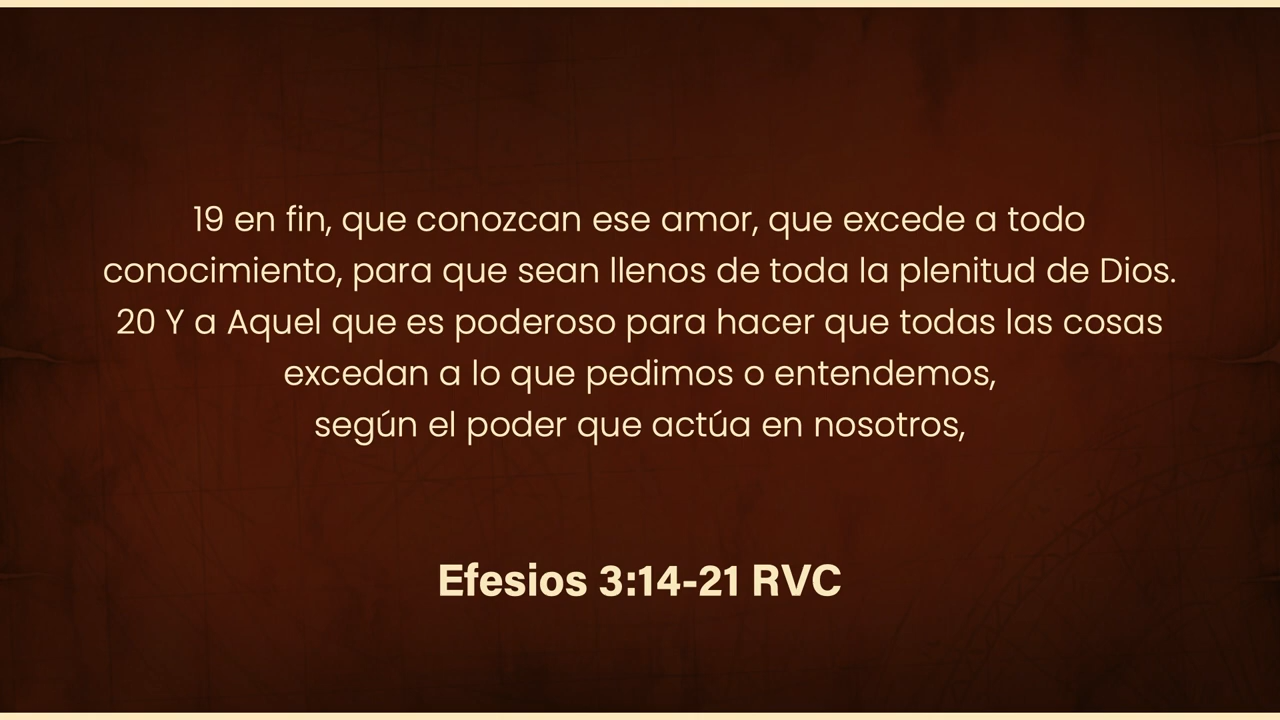 19 en fin, que conozcan ese amor, que excede a todo
conocimiento, para que sean llenos de toda la plenitud de Dios.
20 Y a Aquel que es poderoso para hacer que todas las cosas
excedan a lo que pedimos o entendemos,
según el poder que actúa en nosotros,
Efesios 3:14-21 RVC